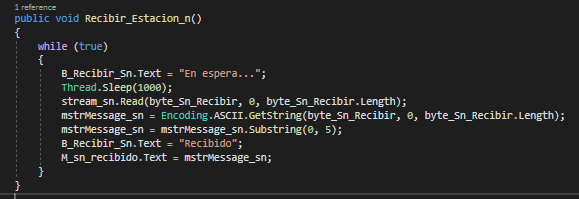 1 reference
public void Recibir_Estacion_n()
{
while (true)
{
B_Recibir_Sn.Text = "En espera...";
Thread.Sleep(1000);
stream_sn.Read(byte_Sn_Recibir, 0, byte_Sn_Recibir.Length);
mstrMessage_sn = Encoding.ASCII.GetString(byte_Sn_Recibir, 0, byte_Sn_Recibir.Length);
mstrMessage_sn = mstrMessage_sn.Substring(0, 5);
B_Recibir_Sn.Text = "Recibido";
M_sn_recibido.Text = mstrMessage_sn;
}
}